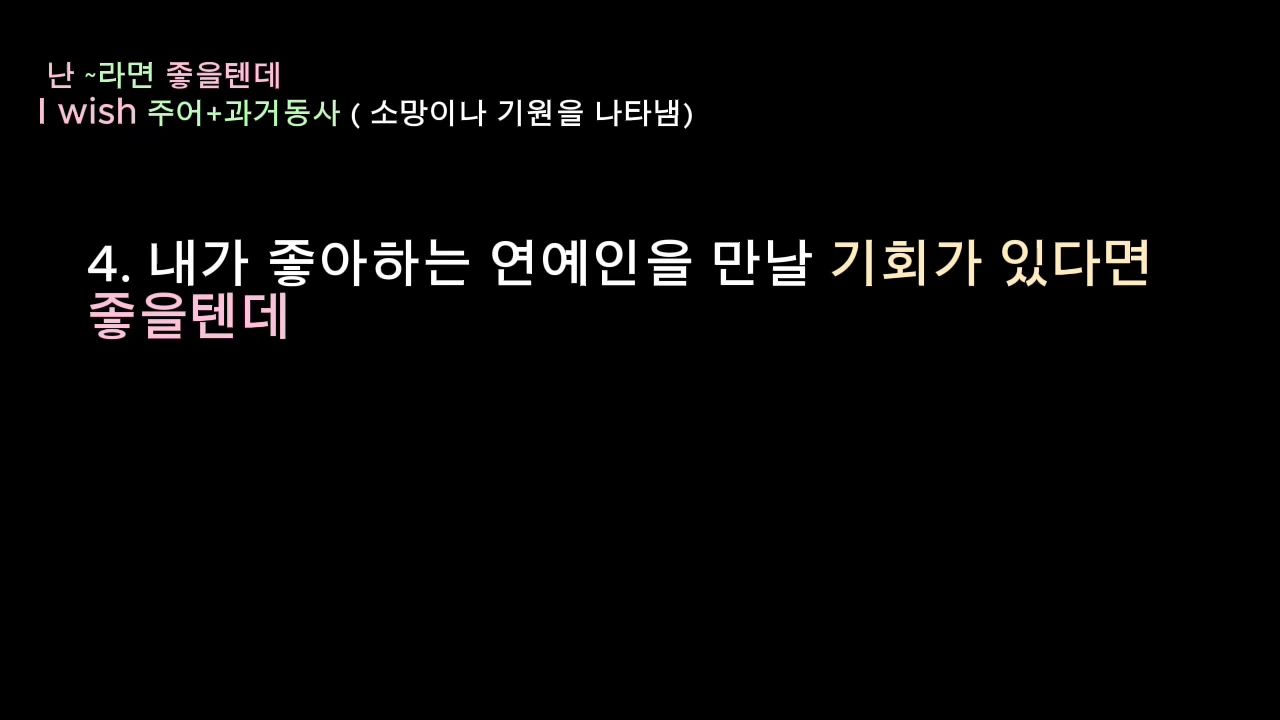 난 ~라면 좋을텐데
I wish 주어+과거동사 ( 소망이나 기원을 나타냄)
4. 내가 좋아하는 연예인을 만날 기회가 있다면
좋을텐데